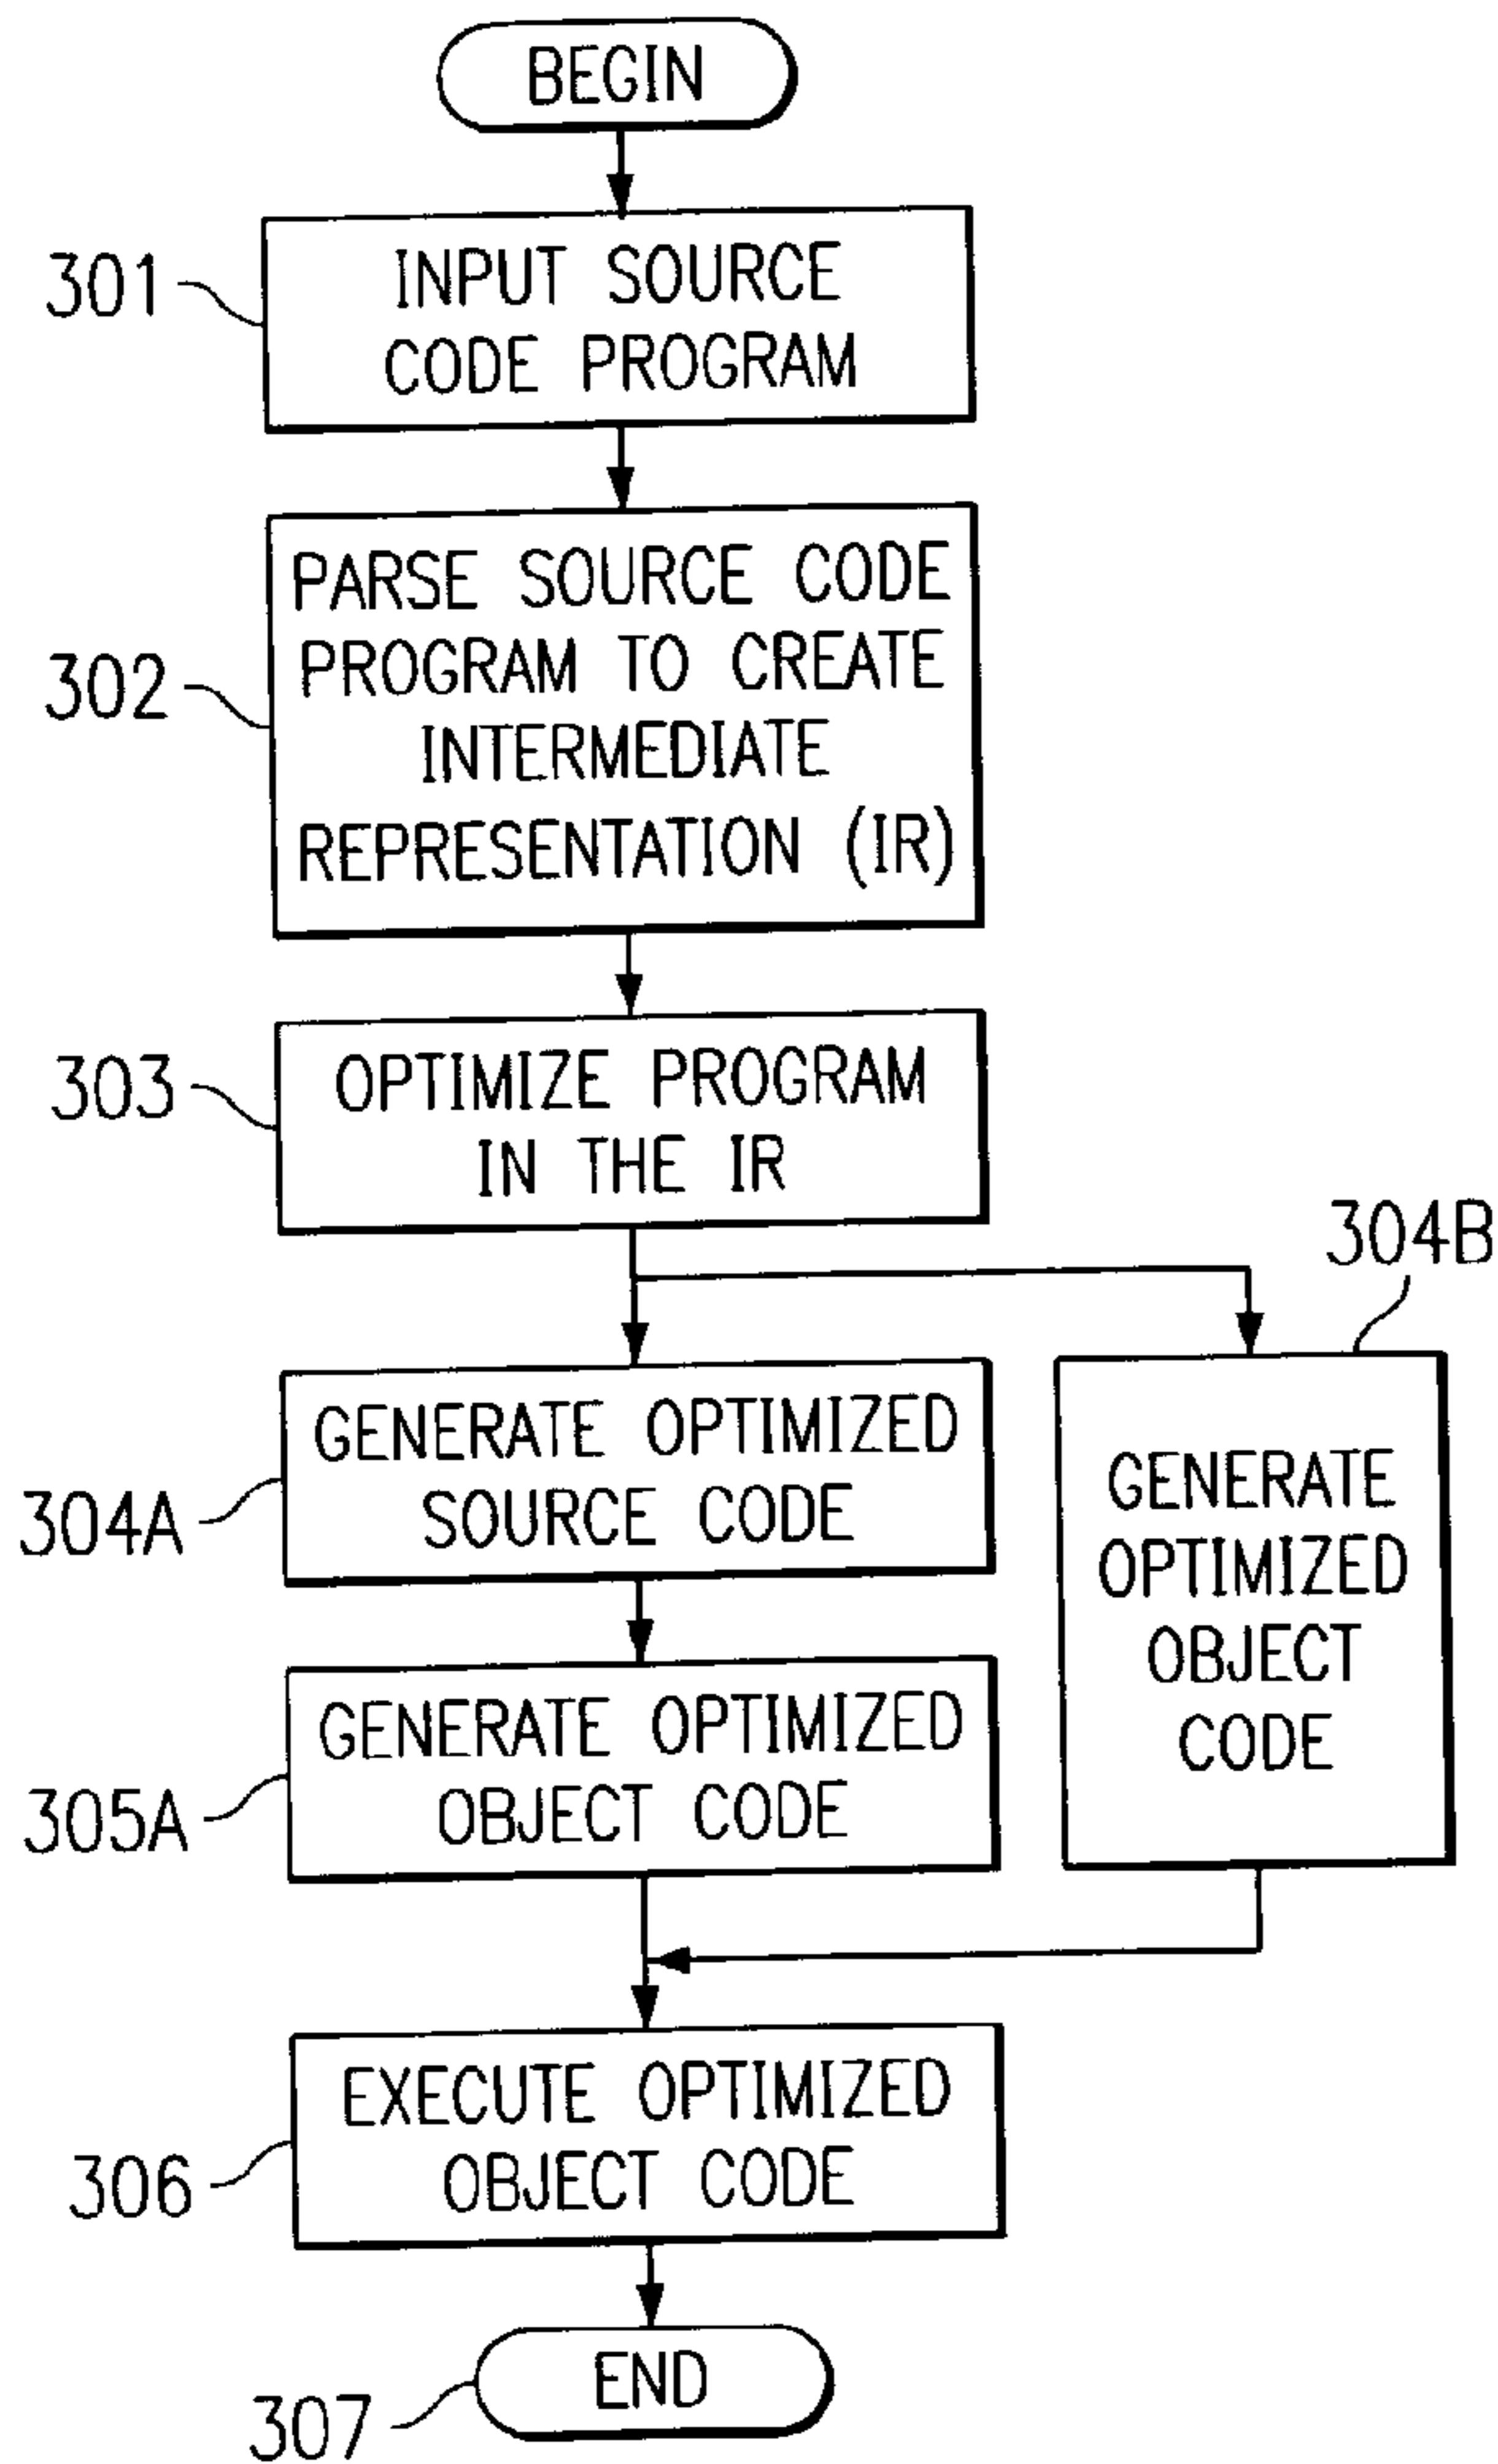 BEGIN
301
INPUT SOURCE
CODE PROGRAM
302
PARSE SOURCE CODE
PROGRAM TO CREATE
INTERMEDIATE
REPRESENTATION (IR)
303
OPTIMIZE PROGRAM
IN THE IR
304B
304A
GENERATE OPTIMIZED
SOURCE CODE
GENERATE
OPTIMIZED
OBJECT
CODE
305A
GENERATE OPTIMIZED
OBJECT CODE
306
EXECUTE OPTIMIZED
OBJECT CODE
307
END